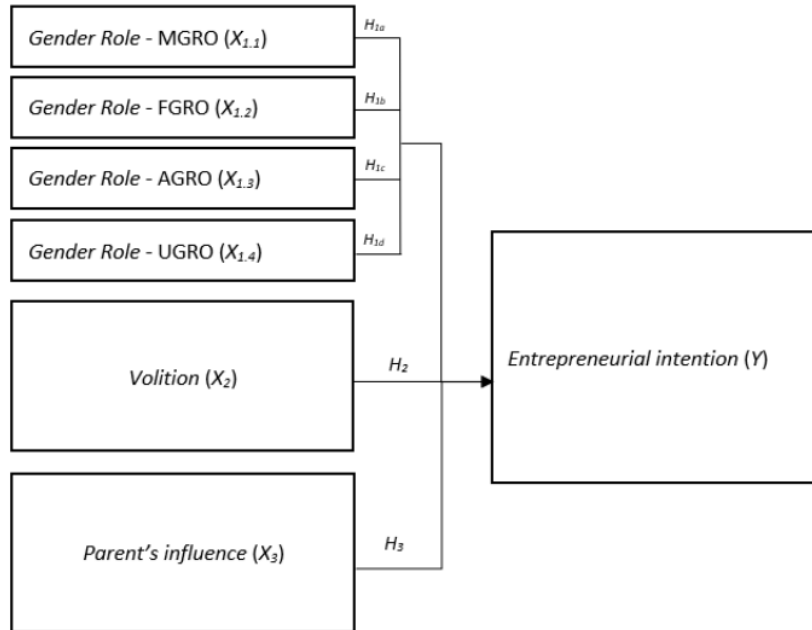 Gender Role - MGRO (X1.1)
H1a
Gender Role - FGRO (X1.2)
H1b
Gender Role - AGRO (X1.3)
H1c
Gender Role - UGRO (X1.4)
H1d
Volition (X2)
H2
Entrepreneurial intention (Y)
Parent's influence (X3)
H3